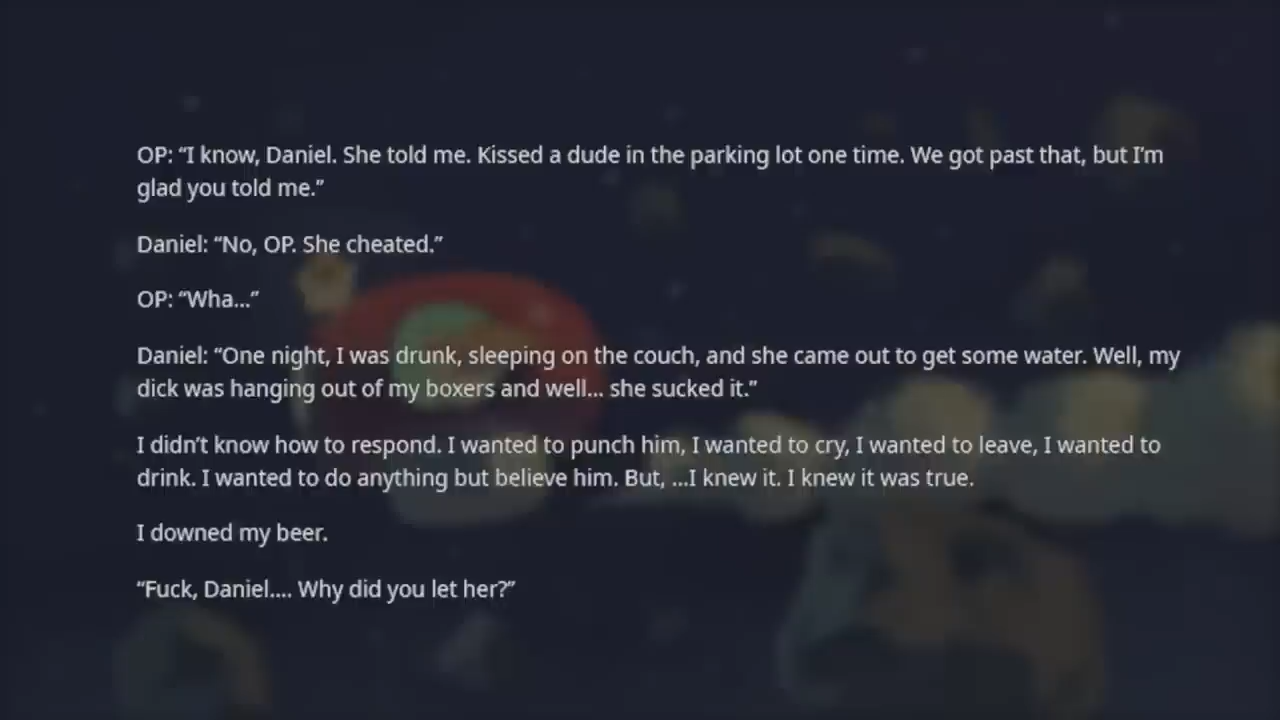 OP: “I know, Daniel. She told me. Kissed a dude in the parking lot one time. We got past that, but I’m
glad you told me.”
Daniel: “No, OP. She cheated.”
OP: “Wha...”
Daniel: “One night, I was drunk, sleeping on the couch, and she came out to get some water. Well, my
dick was hanging out of my boxers and well... she sucked it.”
I didn’t know how to respond. I wanted to punch him, I wanted to cry, I wanted to leave, I wanted to
drink. I wanted to do anything but believe him. But, ...I knew it. I knew it was true.
I downed my beer.
“Fuck, Daniel.... Why did you let her?”